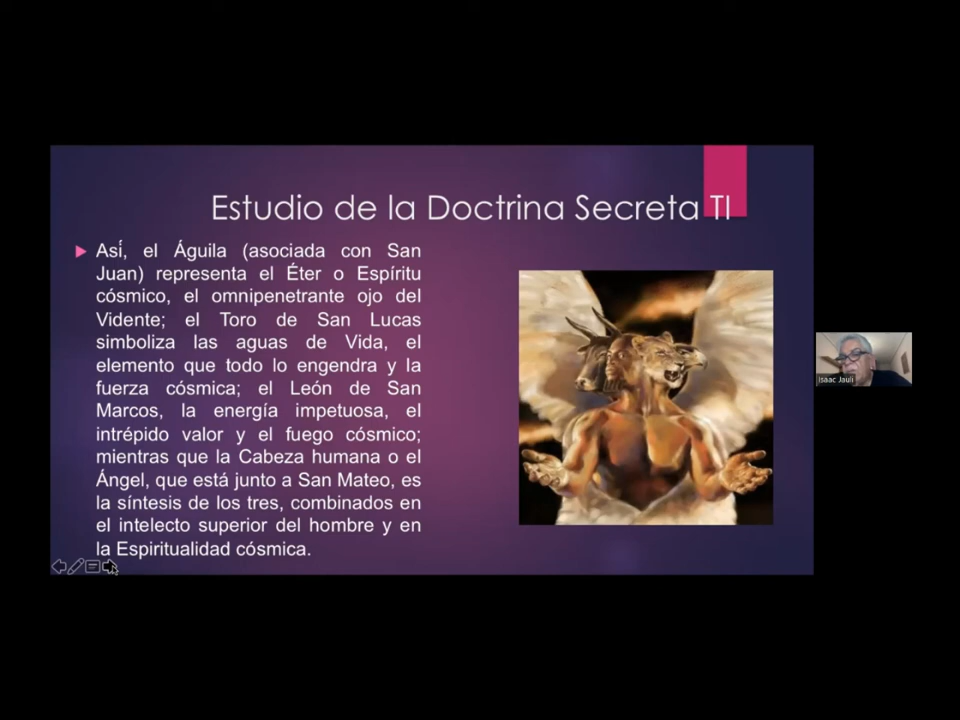 Estudio de la Doctrina Secreta TI
Así, el Águila (asociada con San
Juan) representa el Éter o Espíritu
cósmico, el omnipenetrante ojo del
Vidente; el Toro de San Lucas
simboliza las aguas de Vida, el
elemento que todo lo engendra y la
fuerza cósmica; el León de San
Marcos, la energía impetuosa, el
intrépido valor y el fuego cósmico;
mientras que la Cabeza humana o el
Ángel, que está junto a San Mateo, es
la síntesis de los tres, combinados en
el intelecto superior del hombre y en
la Espiritualidad cósmica.
Isaac Jauli